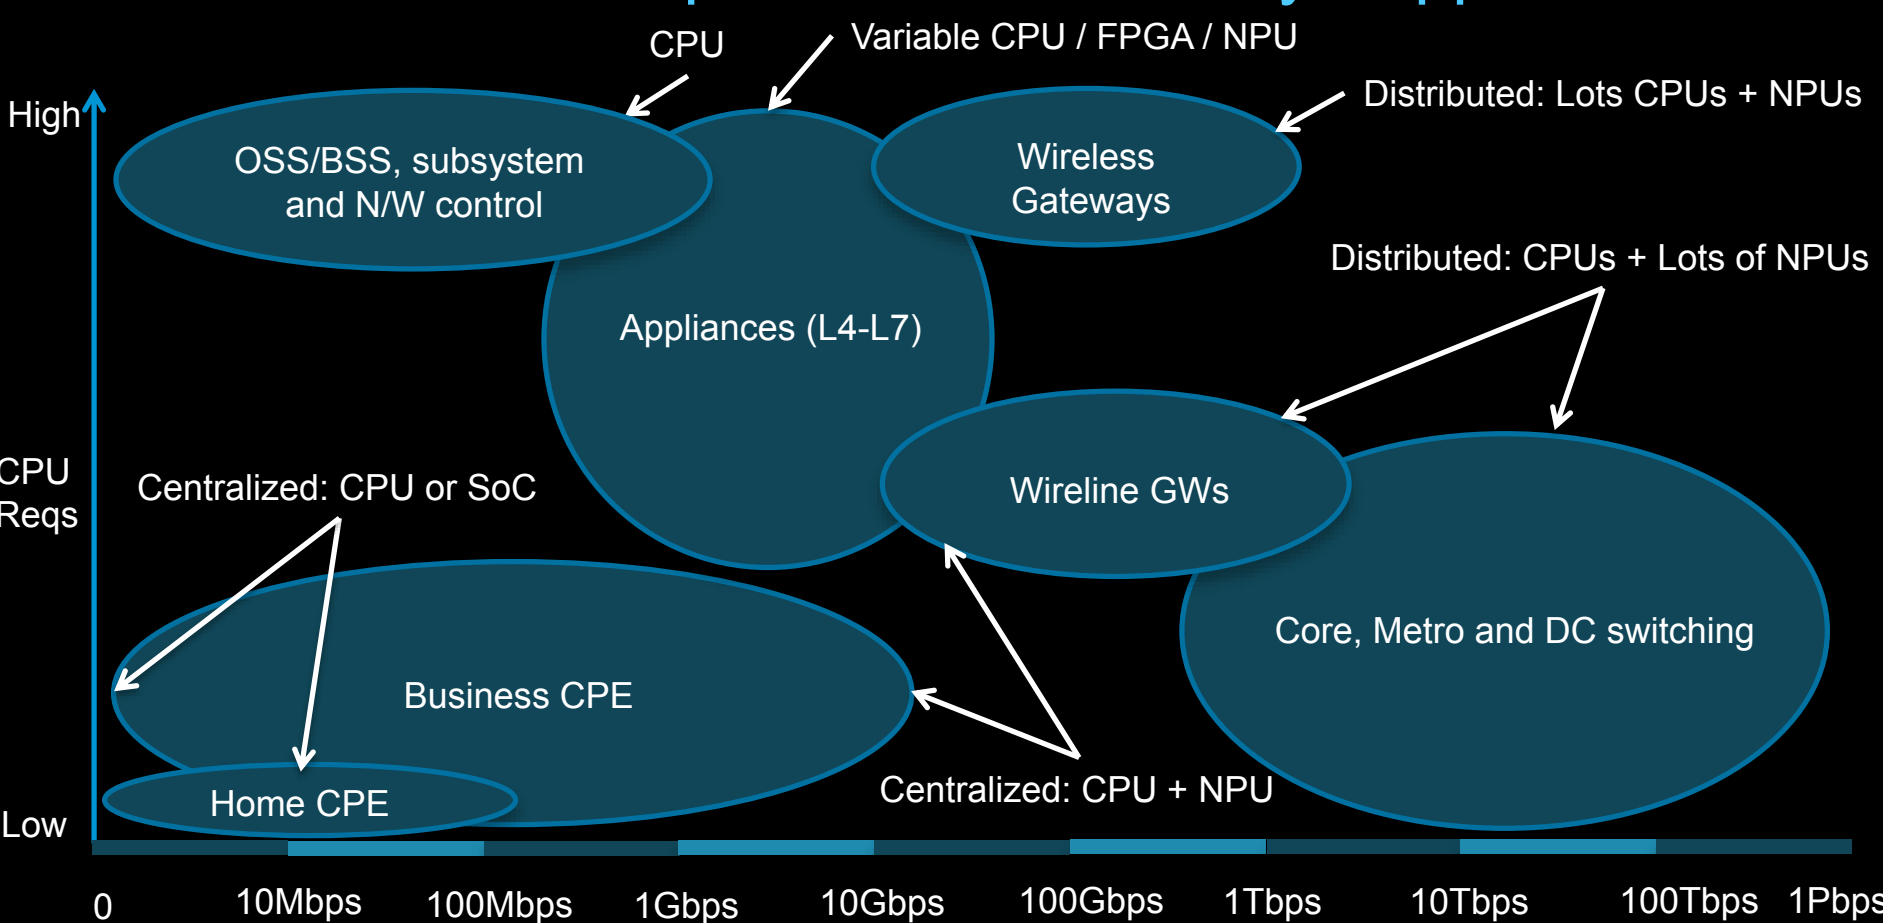 CPU
Variable CPU / FPGA / NPU
High
Distributed: Lots CPUs + NPUs
OSS/BSS, subsystem
and N/W control
Wireless
Gateways
Distributed: CPUs + Lots of NPUs
Appliances (L4-L7)
CPU
Reqs
Centralized: CPU or SoC
Wireline GWs
Core, Metro and DC switching
Business CPE
Centralized: CPU + NPU
Home CPE
Low
0
10Mbps
100Mbps
1Gbps
10Gbps
100Gbps
1Tbps
10Tbps
100Tbps
1Pbps